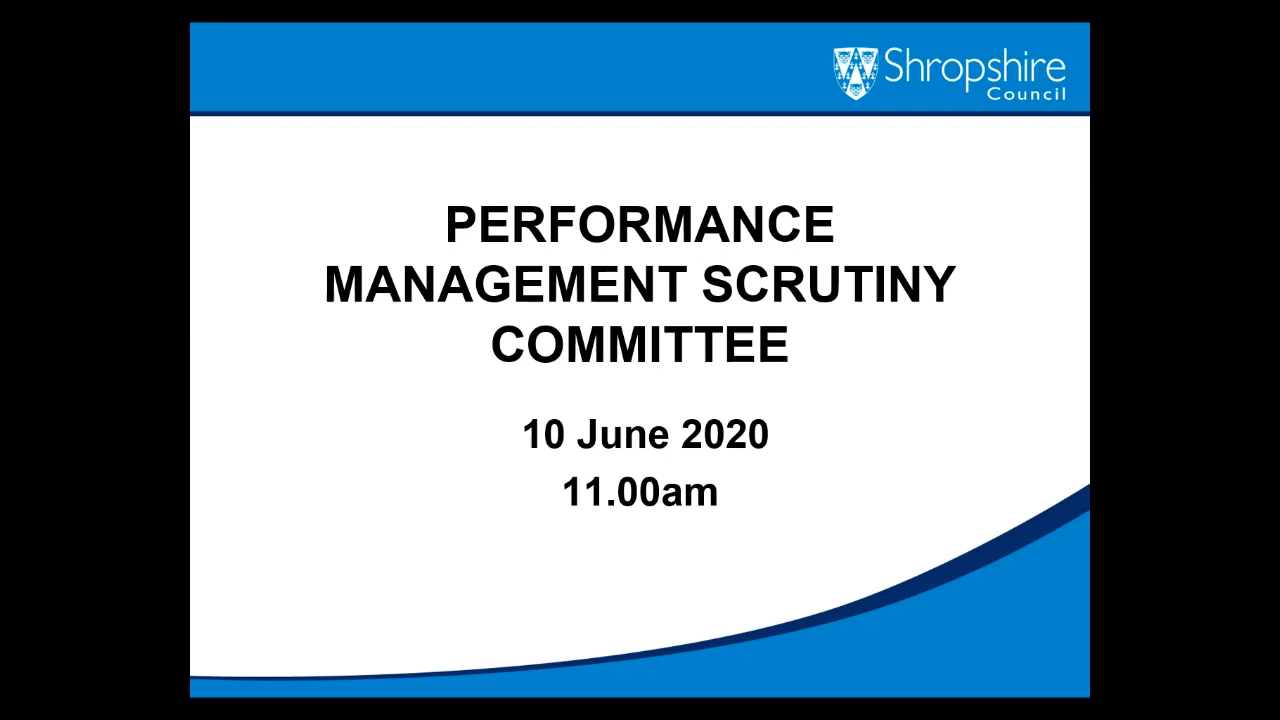 Shropshire
Council
PERFORMANCE
MANAGEMENT SCRUTINY
COMMITTEE
10 June 2020
11.00am